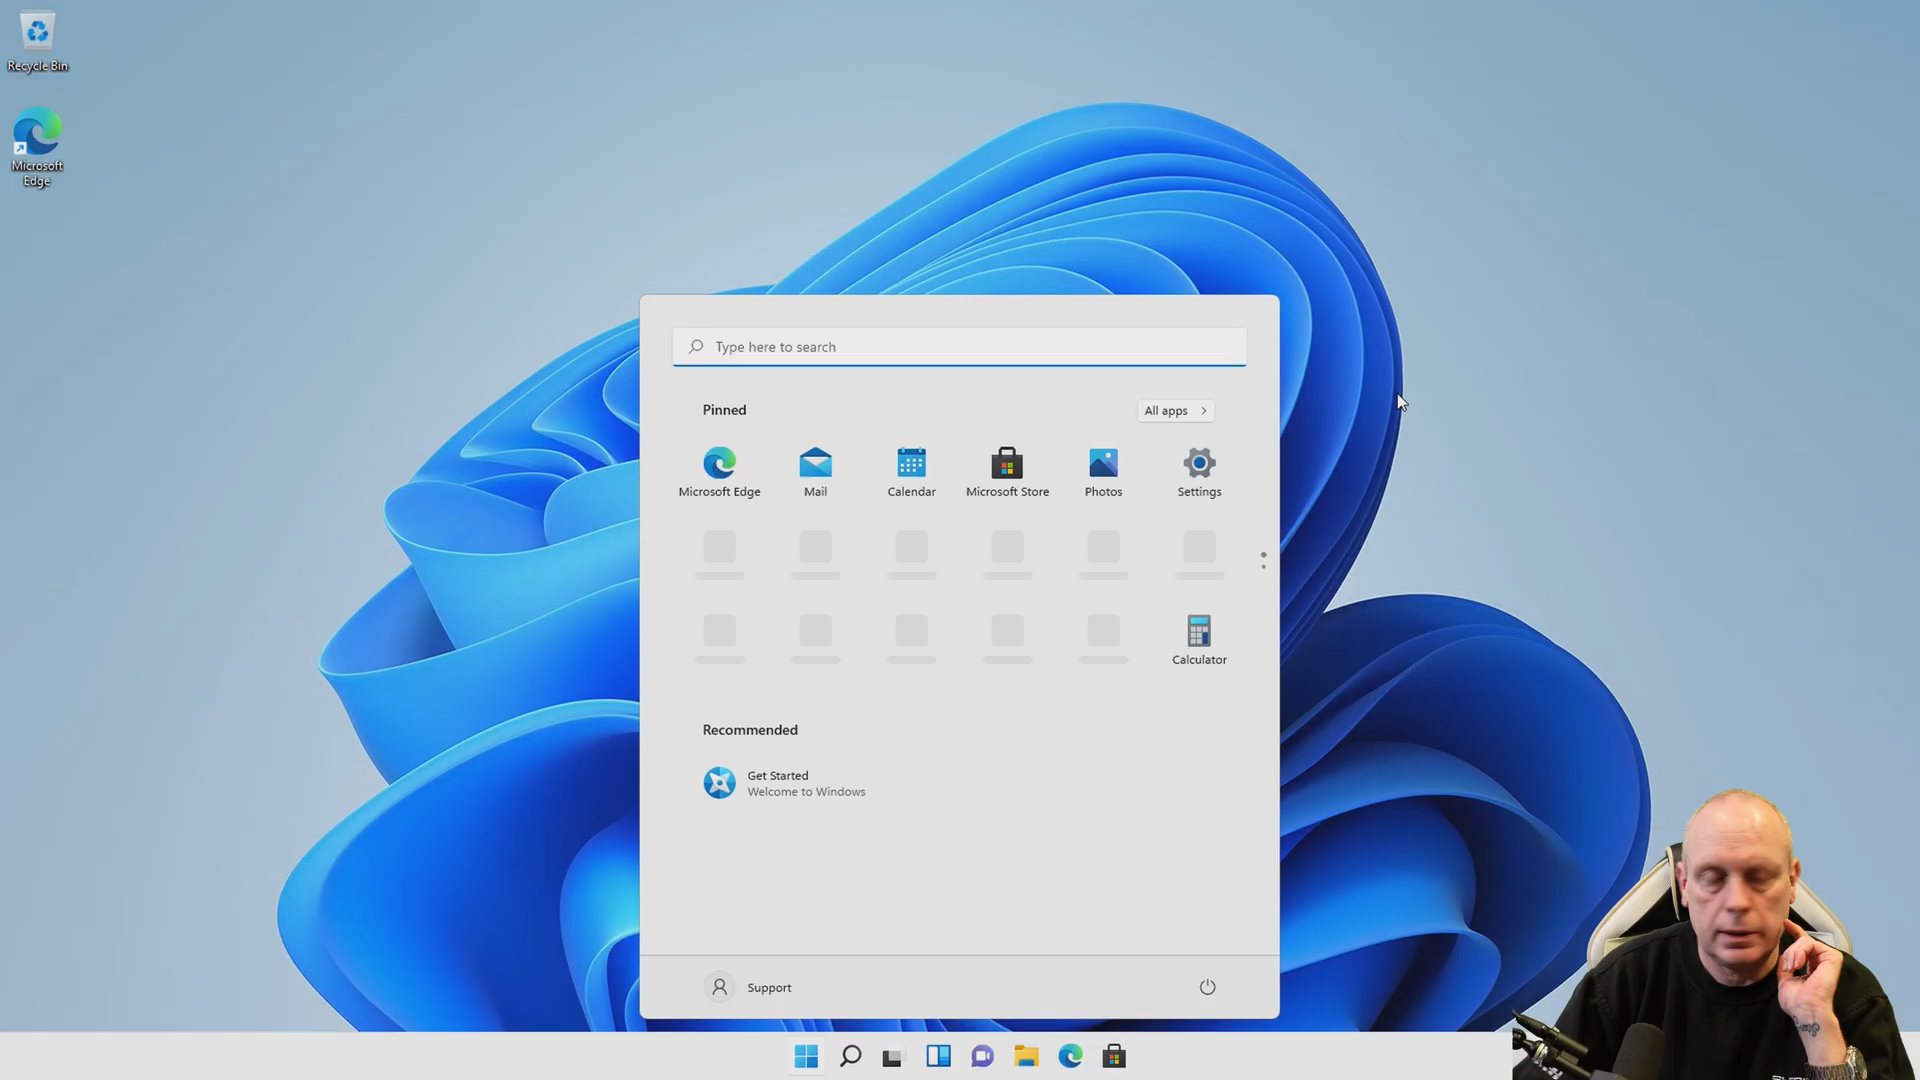 Recycle Bin
Microsoft
Edge
Type here to search
Pinned
All apps
Microsoft Edge
Mail
Calendar
Microsoft Store
Photos
Settings
Calculator
Recommended
Get Started
Welcome to Windows
Support